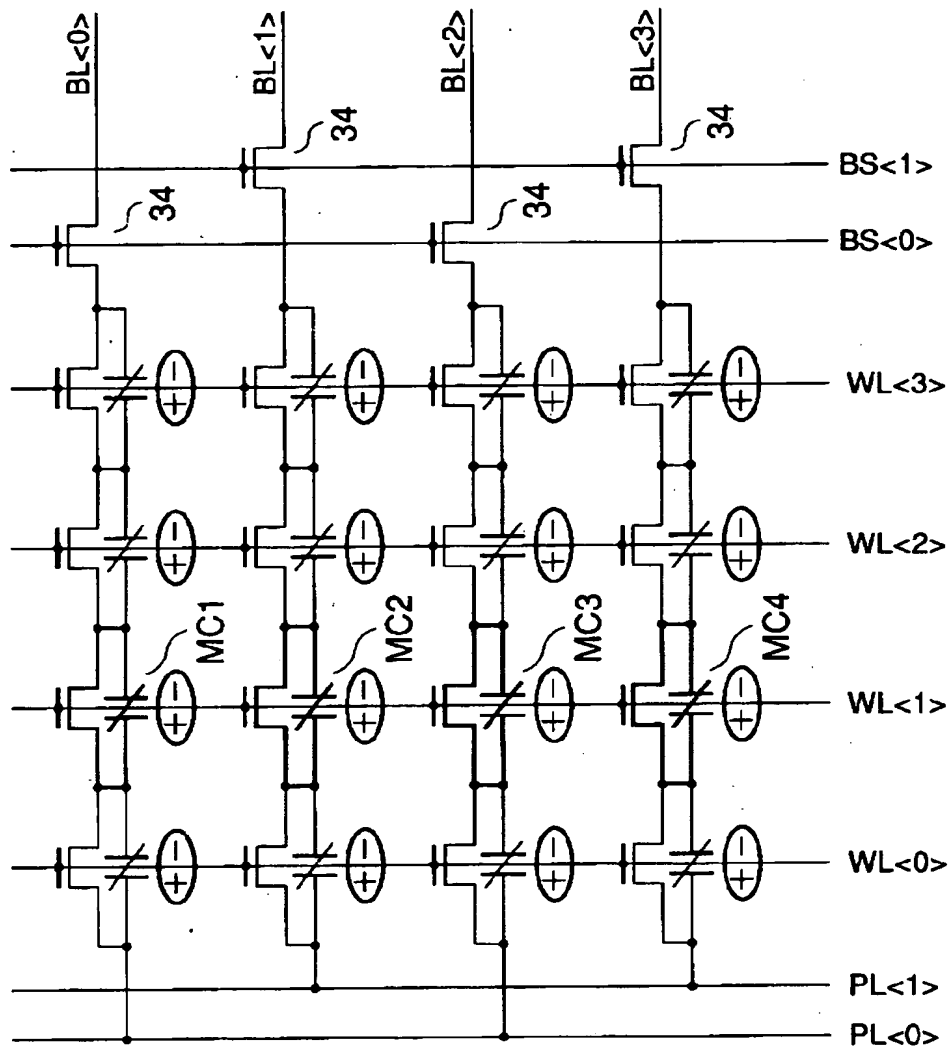 BL<0>
BL<1>
BL<2>
BL<3>
34
34
34
34
BS<1>
BS<0>
+ − + − + − + −
WL<3>
+ − + − + − + −
WL<2>
MC1
MC2
MC3
MC4
+ − + − + − + −
WL<1>
+ − + − + − + −
WL<0>
PL<1>
PL<0>